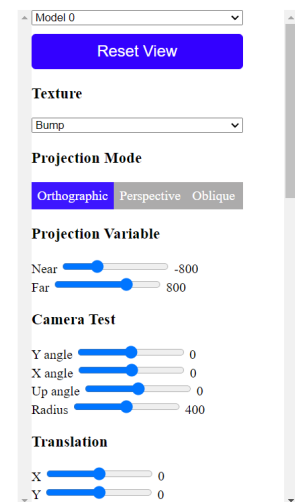 Model 0
Reset View
Texture
Bump
Projection Mode
Orthographic Perspective Oblique
Projection Variable
Near -800
Far 800
Camera Test
Y angle 0
X angle 0
Up angle 0
Radius 400
Translation
X 0
Y 0